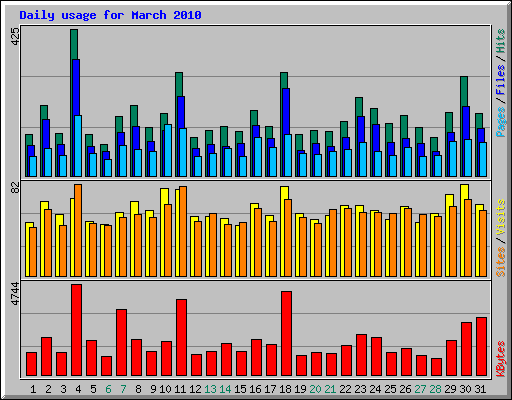 Daily usage for March 2010
425
Pages / Files / Hits
82
Sites / Visits
4744
KBytes
1 2 3 4 5 6 7 8 9 10 11 12 13 14 15 16 17 18 19 20 21 22 23 24 25 26 27 28 29 30 31